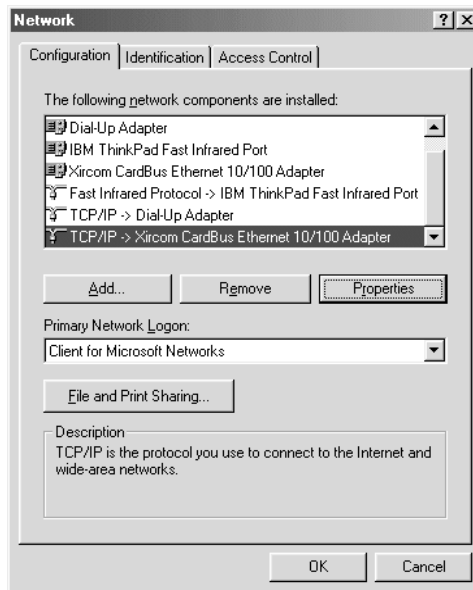 Network
Configuration Identification Access Control
The following network components are installed:
Dial-Up Adapter
IBM ThinkPad Fast Infrared Port
Xircom CardBus Ethernet 10/100 Adapter
Fast Infrared Protocol -> IBM ThinkPad Fast Infrared Port
TCP/IP -> Dial-Up Adapter
TCP/IP -> Xircom CardBus Ethernet 10/100 Adapter
Add... Remove Properties
Primary Network Logon:
Client for Microsoft Networks
File and Print Sharing...
Description
TCP/IP is the protocol you use to connect to the Internet and
wide-area networks.
OK Cancel